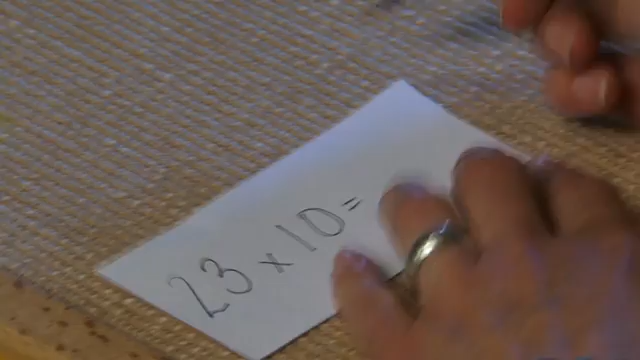 23 × 10 =